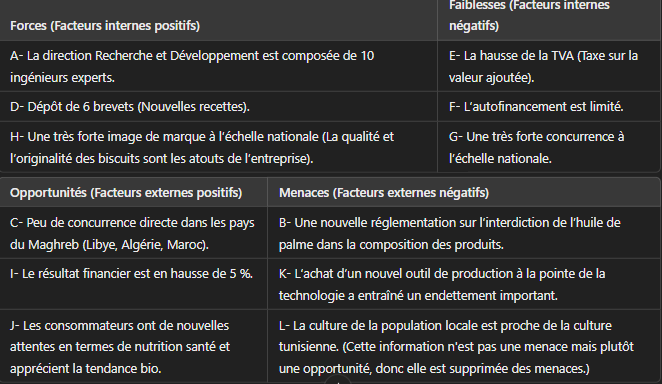 Forces (Facteurs internes positifs)
Faiblesses (Facteurs internes
négatifs)
A- La direction Recherche et Développement est composée de 10
ingénieurs experts.
E- La hausse de la TVA (Taxe sur la
valeur ajoutée).
D- Dépôt de 6 brevets (Nouvelles recettes).
F- L’autofinancement est limité.
H- Une très forte image de marque à l’échelle nationale (La qualité et
l’originalité des biscuits sont les atouts de l’entreprise).
G- Une très forte concurrence à
l’échelle nationale.
Opportunités (Facteurs externes positifs)
Menaces (Facteurs externes négatifs)
C- Peu de concurrence directe dans les pays
du Maghreb (Libye, Algérie, Maroc).
B- Une nouvelle réglementation sur l’interdiction de l’huile de
palme dans la composition des produits.
I- Le résultat financier est en hausse de 5 %.
K- L’achat d’un nouvel outil de production à la pointe de la
technologie a entraîné un endettement important.
J- Les consommateurs ont de nouvelles
attentes en termes de nutrition santé et
apprécient la tendance bio.
L- La culture de la population locale est proche de la culture
tunisienne. (Cette information n'est pas une menace mais plutôt
une opportunité, donc elle est supprimée des menaces.)